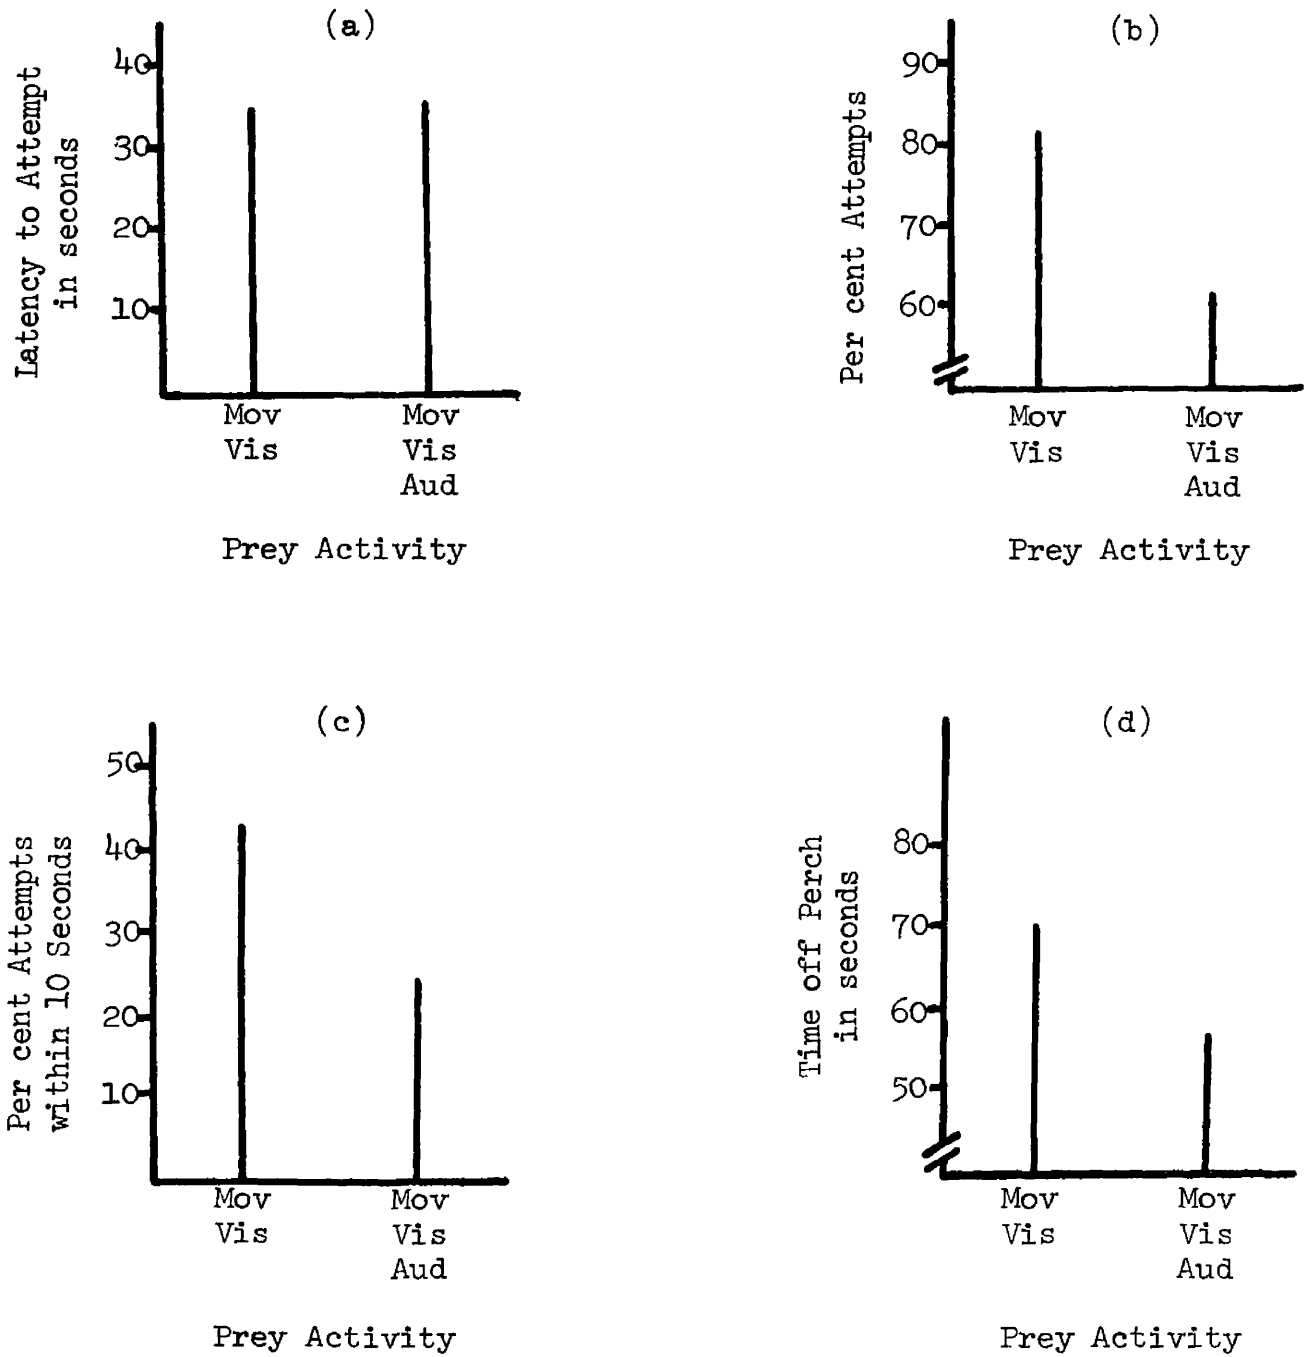 (a)
Latency to Attempt
in seconds
40
30
20
10
Mov
Vis
Mov
Vis
Aud
Prey Activity
(b)
Per cent Attempts
90
80
70
60
Mov
Vis
Mov
Vis
Aud
Prey Activity
(c)
Per cent Attempts
within 10 Seconds
50
40
30
20
10
Mov
Vis
Mov
Vis
Aud
Prey Activity
(d)
Time off Perch
in seconds
80
70
60
50
Mov
Vis
Mov
Vis
Aud
Prey Activity